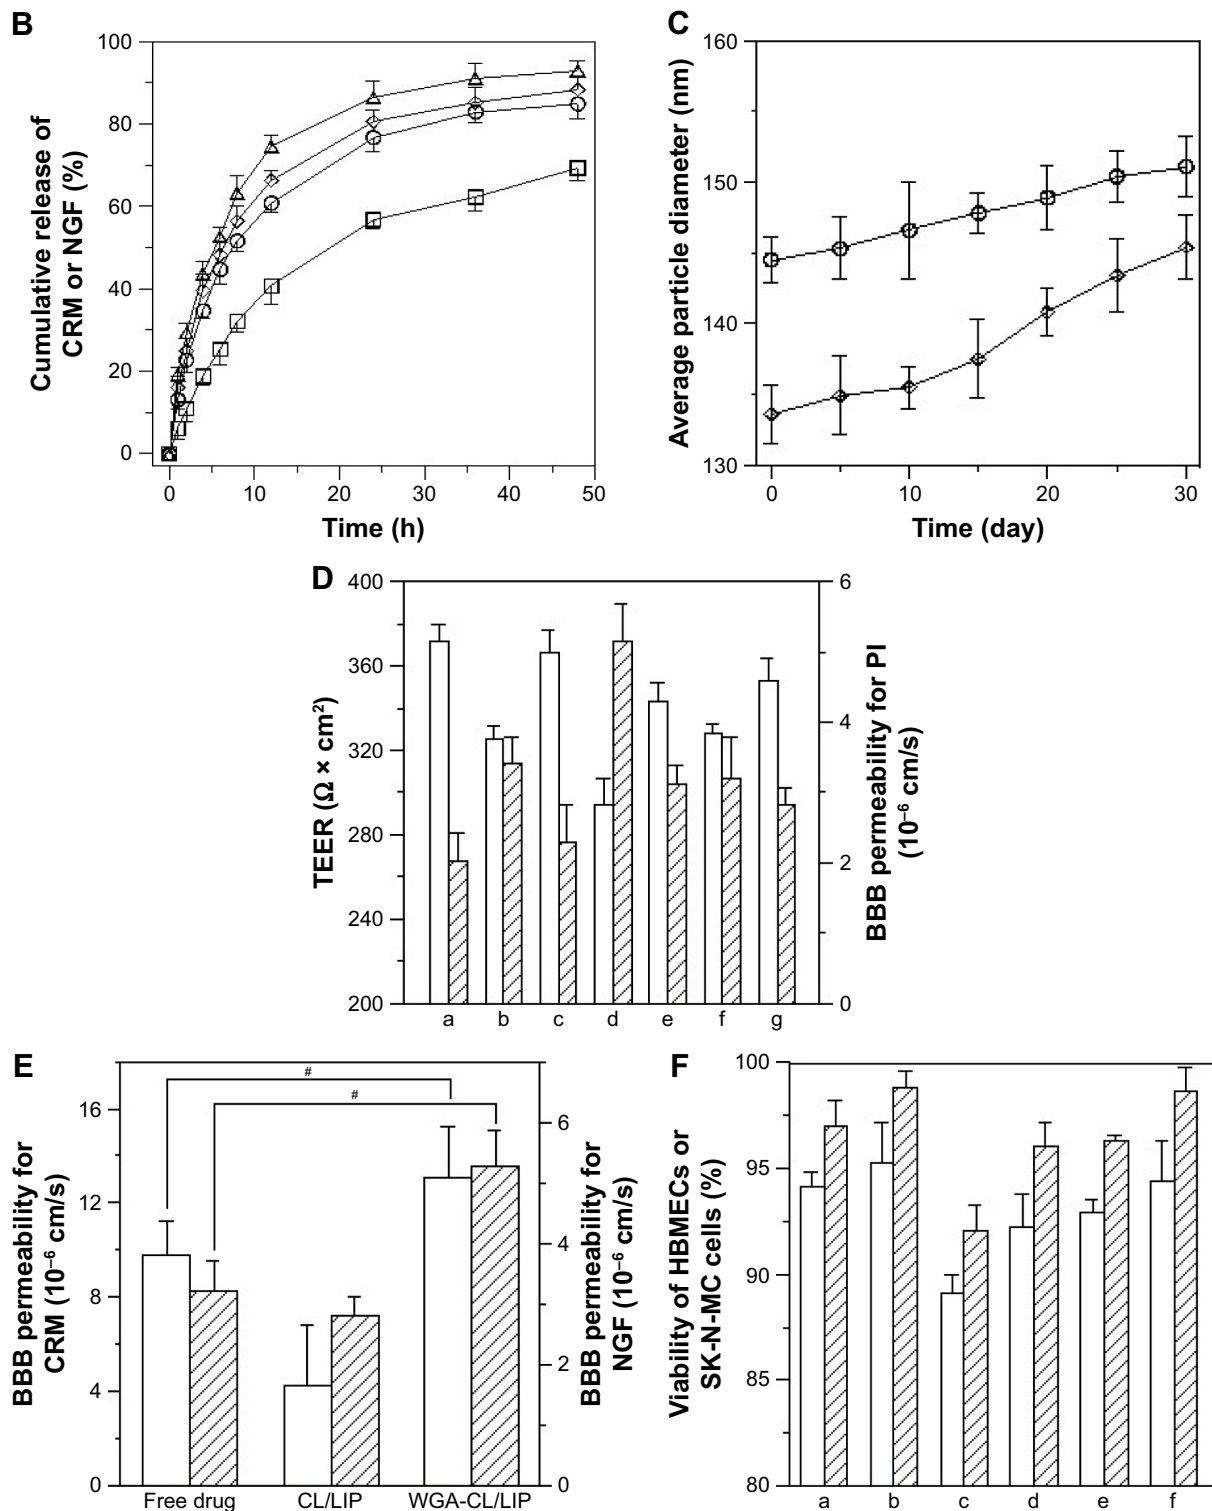 B
100
80
60
40
20
0
0
10
20
30
40
50
Cumulative release of
CRM or NGF (%)
Time (h)
C
160
150
140
130
0
10
20
30
Average particle diameter (nm)
Time (day)
D
400
360
320
280
240
200
TEER (Ω × cm²)
6
4
2
0
BBB permeability for PI
(10⁻⁶ cm/s)
a b c d e f g
E
16
12
8
4
0
BBB permeability for
CRM (10⁻⁶ cm/s)
#
#
6
4
2
0
BBB permeability for
NGF (10⁻⁶ cm/s)
Free drug CL/LIP WGA-CL/LIP
F
100
95
90
85
80
Viability of HBMECs or
SK-N-MC cells (%)
a b c d e f